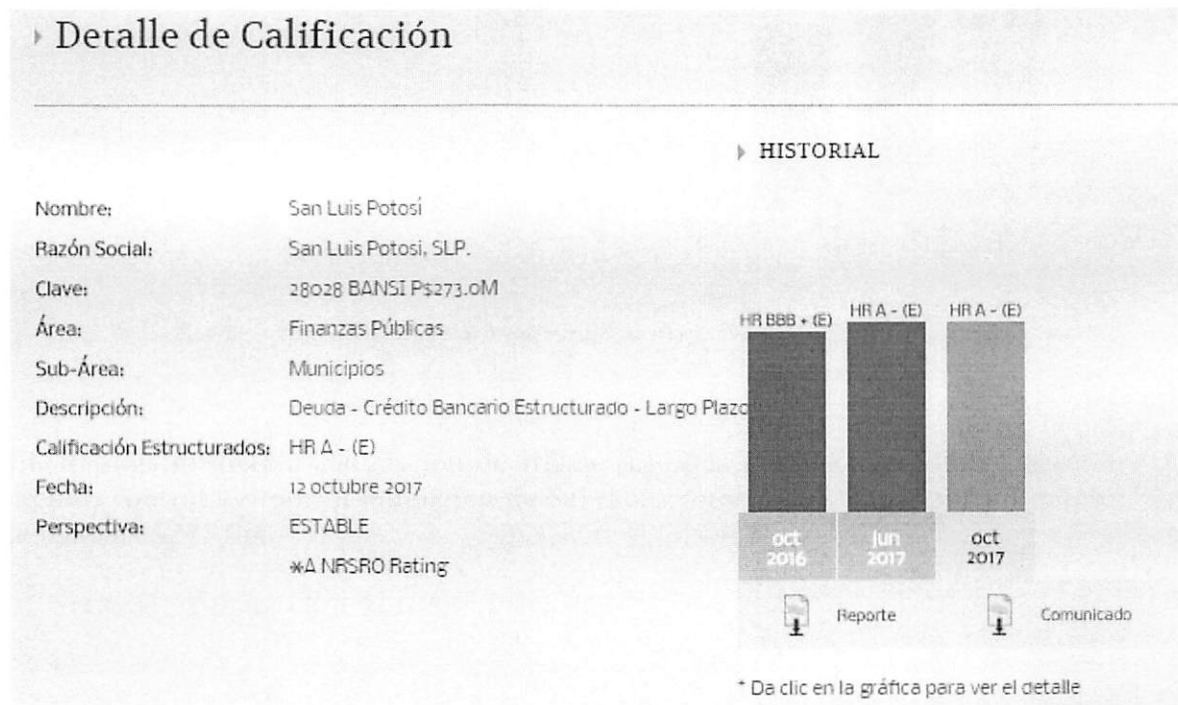 Detalle de Calificación
HISTORIAL
Nombre: San Luis Potosí
Razón Social: San Luis Potosi, SLP.
Clave: 28028 BANSI P$273.0M
Área: Finanzas Públicas
Sub-Área: Municipios
Descripción: Deuda - Crédito Bancario Estructurado - Largo Plazo
Calificación Estructurados: HR A - (E)
Fecha: 12 octubre 2017
Perspectiva: ESTABLE
*A NRSRO Rating
HR BBB + (E) HR A - (E) HR A - (E)
oct 2016
jun 2017
oct 2017
Reporte
Comunicado
* Da clic en la gráfica para ver el detalle